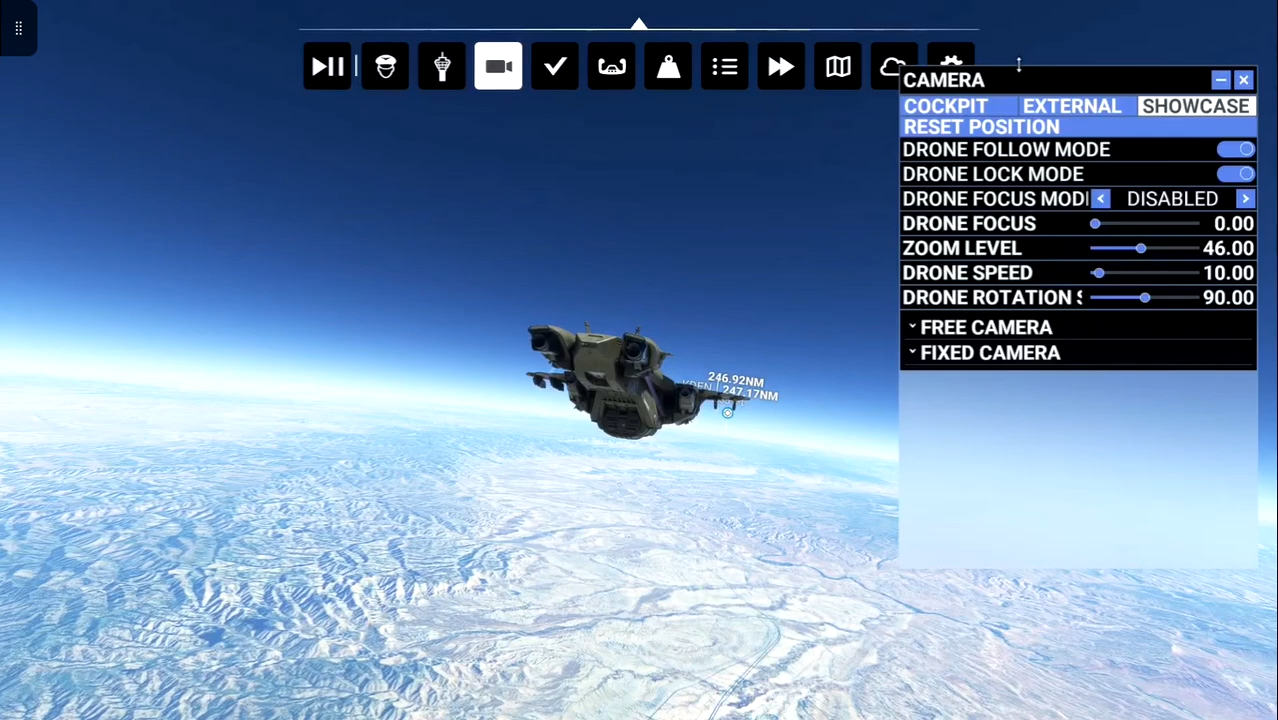 CAMERA
COCKPIT EXTERNAL SHOWCASE
RESET POSITION
DRONE FOLLOW MODE
DRONE LOCK MODE
DRONE FOCUS MOD DISABLED
DRONE FOCUS 0.00
ZOOM LEVEL 46.00
DRONE SPEED 10.00
DRONE ROTATION 90.00
FREE CAMERA
FIXED CAMERA
246.92NM
KDEN 247.17NM